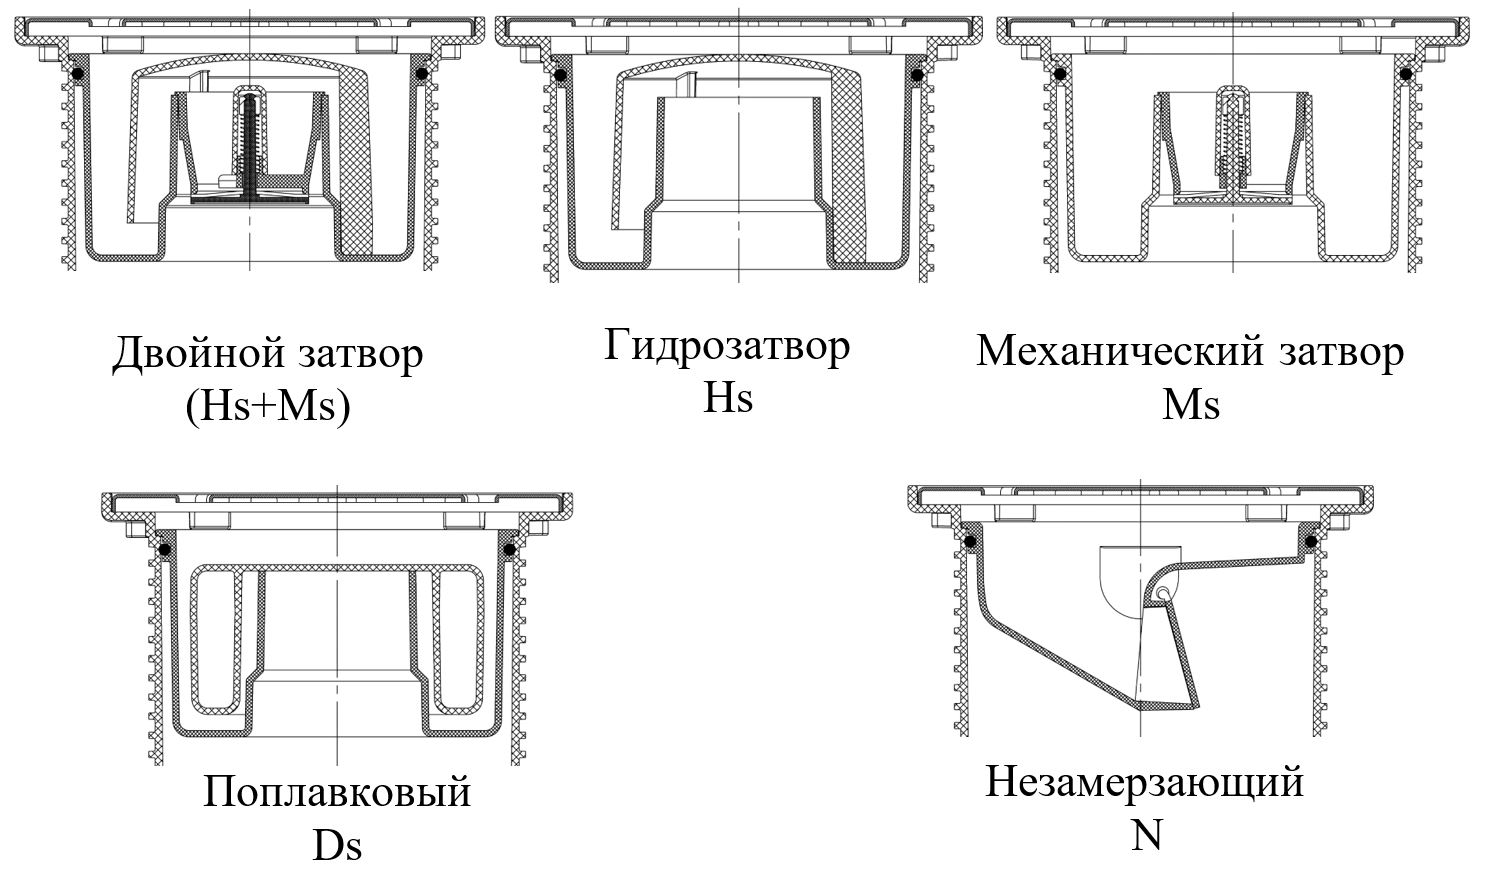 Двойной затвор
(Hs+Ms)
Гидрозатвор
Hs
Механический затвор
Ms
Поплавковый
Ds
Незамерзающий
N